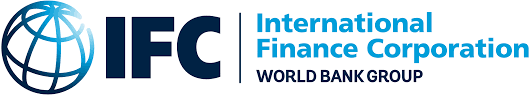 IFC
International
Finance Corporation
WORLD BANK GROUP